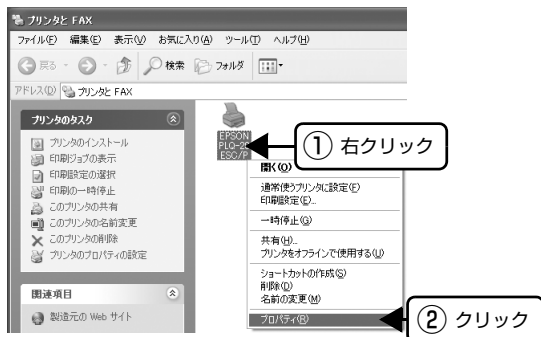 プリンタと FAX
ファイル(F) 編集(E) 表示(V) お気に入り(A) ツール(T) ヘルプ(H)
戻る 検索 フォルダ
アドレス(D) プリンタと FAX
プリンタのタスク
プリンタのインストール
印刷ジョブの表示
印刷設定の選択
印刷の一時停止
このプリンタの共有
このプリンタの名前変更
このプリンタの削除
プリンタのプロパティの設定
関連項目
製造元の Web サイト
EPSON
PLQ-20
ESC/P
① 右クリック
開く(O)
通常使うプリンタに設定(F)
印刷設定(E)...
一時停止(G)
共有(H)...
プリンタをオフラインで使用する(U)
ショートカットの作成(S)
削除(D)
名前の変更(M)
プロパティ(R)
② クリック